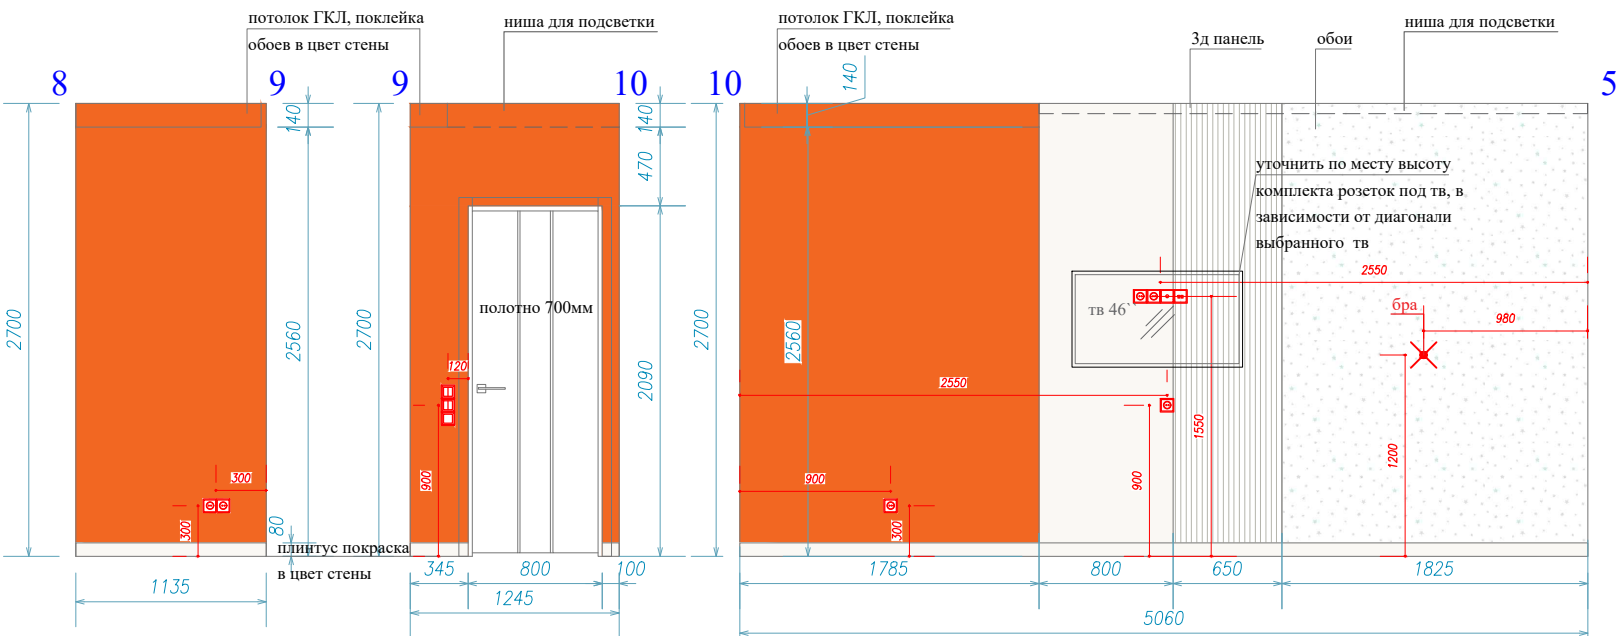 потолок ГКЛ, поклейка
обоев в цвет стены
ниша для подсветки
потолок ГКЛ, поклейка
обоев в цвет стены
3д панель
обои
ниша для подсветки
8
9
9
10
10
5
140
140
140
470
уточнить по месту высоту
комплекта розеток под тв, в
зависимости от диагонали
выбранного тв
2700
2560
2700
полотно 700мм
2090
2700
2560
тв 46`
2550
бра
980
120
2550
1550
1200
300
300
900
900
300
900
80
плинтус покраска
в цвет стены
1135
345
800
100
1245
1785
800
650
1825
5060